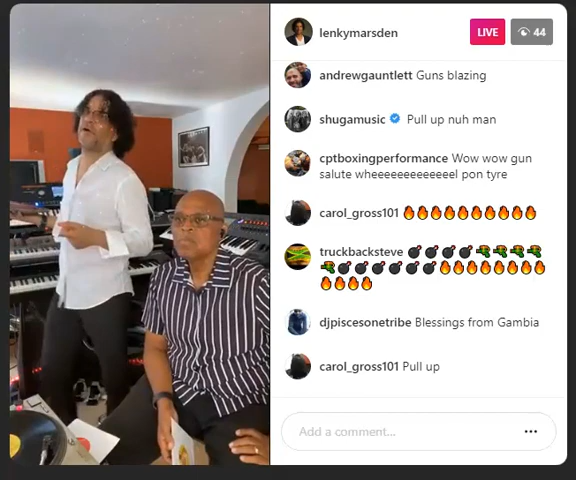 lenkymarsden
LIVE
44
andrewgauntlett Guns blazing
shugamusic Pull up nuh man
cptboxingperformance Wow wow gun
salute wheeeeeeeeeeeeel pon tyre
carol_gross101 🔥🔥🔥🔥🔥🔥🔥🔥🔥🔥
truckbacksteve 💣💣💣💣💣🔫🔫🔫🔫
🔫💣💣💣💣💣💣💣🔥🔥🔥🔥🔥🔥🔥🔥
🔥🔥🔥🔥
djpiscesonetribe Blessings from Gambia
carol_gross101 Pull up
Add a comment...